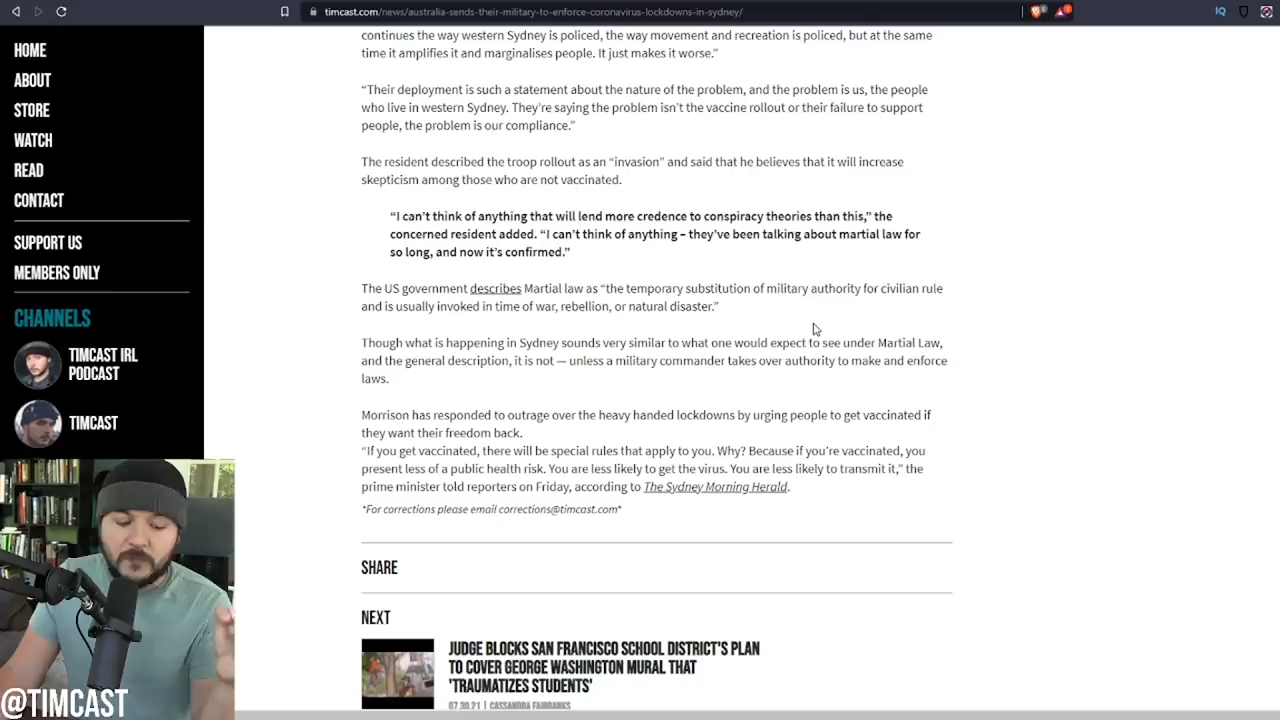 timcast.com/news/australia-sends-their-military-to-enforce-coronavirus-lockdowns-in-sydney/
HOME
ABOUT
STORE
WATCH
READ
CONTACT
SUPPORT US
MEMBERS ONLY
CHANNELS
TIMCAST IRL
PODCAST
TIMCAST
@TIMCAST
continues the way western Sydney is policed, the way movement and recreation is policed, but at the same
time it amplifies it and marginalises people. It just makes it worse.”
“Their deployment is such a statement about the nature of the problem, and the problem is us, the people
who live in western Sydney. They’re saying the problem isn’t the vaccine rollout or their failure to support
people, the problem is our compliance.”
The resident described the troop rollout as an “invasion” and said that he believes that it will increase
skepticism among those who are not vaccinated.
“I can’t think of anything that will lend more credence to conspiracy theories than this,” the
concerned resident added. “I can’t think of anything – they’ve been talking about martial law for
so long, and now it’s confirmed.”
The US government describes Martial law as “the temporary substitution of military authority for civilian rule
and is usually invoked in time of war, rebellion, or natural disaster.”
Though what is happening in Sydney sounds very similar to what one would expect to see under Martial Law,
and the general description, it is not — unless a military commander takes over authority to make and enforce
laws.
Morrison has responded to outrage over the heavy handed lockdowns by urging people to get vaccinated if
they want their freedom back.
“If you get vaccinated, there will be special rules that apply to you. Why? Because if you’re vaccinated, you
present less of a public health risk. You are less likely to get the virus. You are less likely to transmit it,” the
prime minister told reporters on Friday, according to The Sydney Morning Herald.
*For corrections please email corrections@timcast.com*
SHARE
NEXT
JUDGE BLOCKS SAN FRANCISCO SCHOOL DISTRICT'S PLAN
TO COVER GEORGE WASHINGTON MURAL THAT
'TRAUMATIZES STUDENTS'
07.30.21 | CASSANDRA FAIRBANKS
IQ